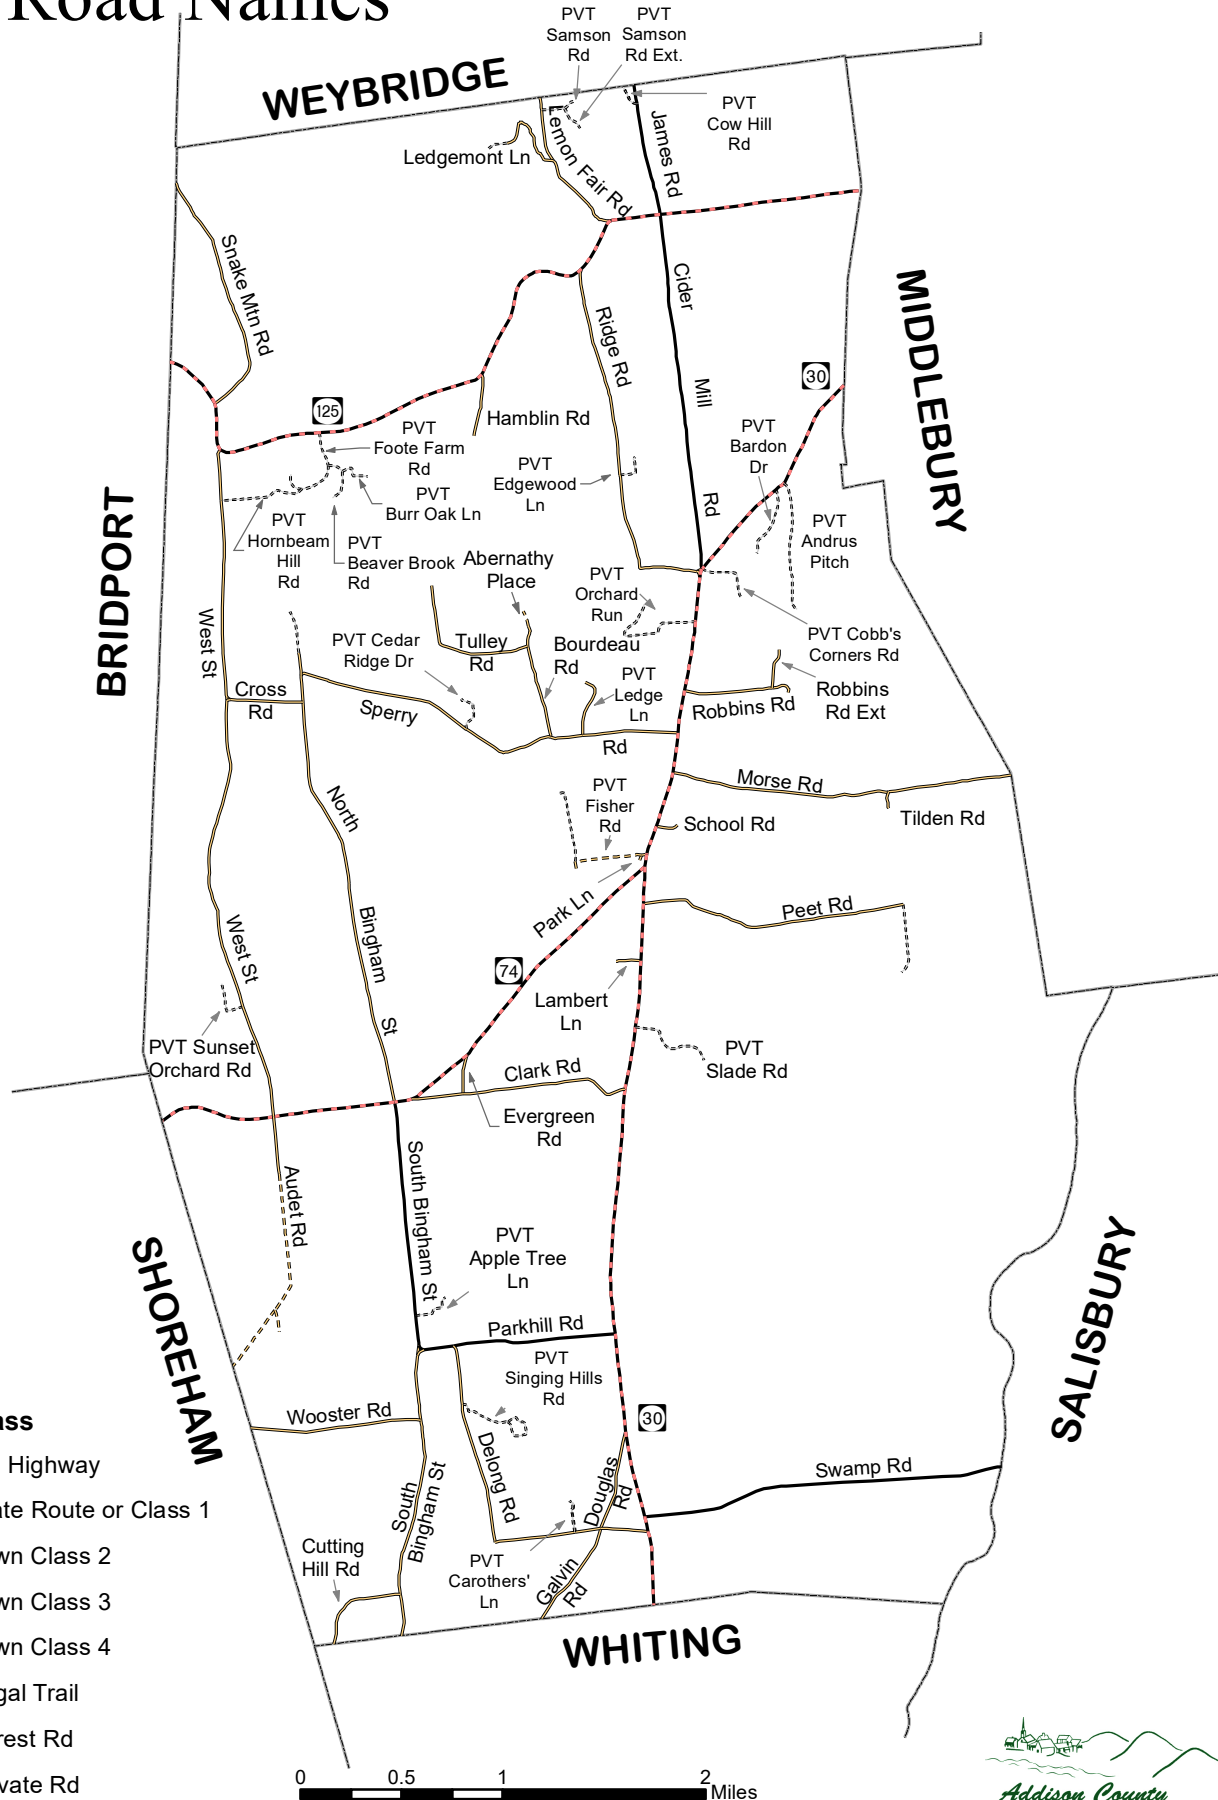 Road Names
PVT
Samson
Rd
PVT
Samson
Rd Ext.
WEYBRIDGE
PVT
Cow Hill
Rd
Ledgemont Ln
Lemon Fair Rd
James Rd
Snake Mtn Rd
Cider
Mill
Rd
Ridge Rd
MIDDLEBURY
30
125
Hamblin Rd
PVT
Foote Farm
Rd
PVT
Bardon
Dr
PVT
Edgewood
Ln
PVT
Burr Oak Ln
PVT
Hornbeam
Hill
Rd
PVT
Beaver Brook
Rd
PVT
Andrus
Pitch
BRIDPORT
Abernathy
Place
PVT
Orchard
Run
West St
PVT Cedar
Ridge Dr
Tulley
Rd
Bourdeau
Rd
PVT Cobb's
Corners Rd
PVT
Ledge
Ln
Robbins
Rd Ext
Cross
Rd
Sperry
Rd
Robbins Rd
Morse Rd
Tilden Rd
North
Bingham
St
PVT
Fisher
Rd
School Rd
Park Ln
Peet Rd
West St
74
Lambert
Ln
PVT Sunset
Orchard Rd
PVT
Slade Rd
Clark Rd
Evergreen
Rd
Audet Rd
South Bingham St
PVT
Apple Tree
Ln
SHOREHAM
SALISBURY
Parkhill Rd
PVT
Singing Hills
Rd
Wooster Rd
30
Delong Rd
Douglas
Rd
Swamp Rd
South
Bingham St
Cutting
Hill Rd
PVT
Carothers'
Ln
Galvin
Rd
WHITING
ass
Highway
ate Route or Class 1
wn Class 2
wn Class 3
wn Class 4
gal Trail
rest Rd
vate Rd
0 0.5 1 2
Miles
Addison County